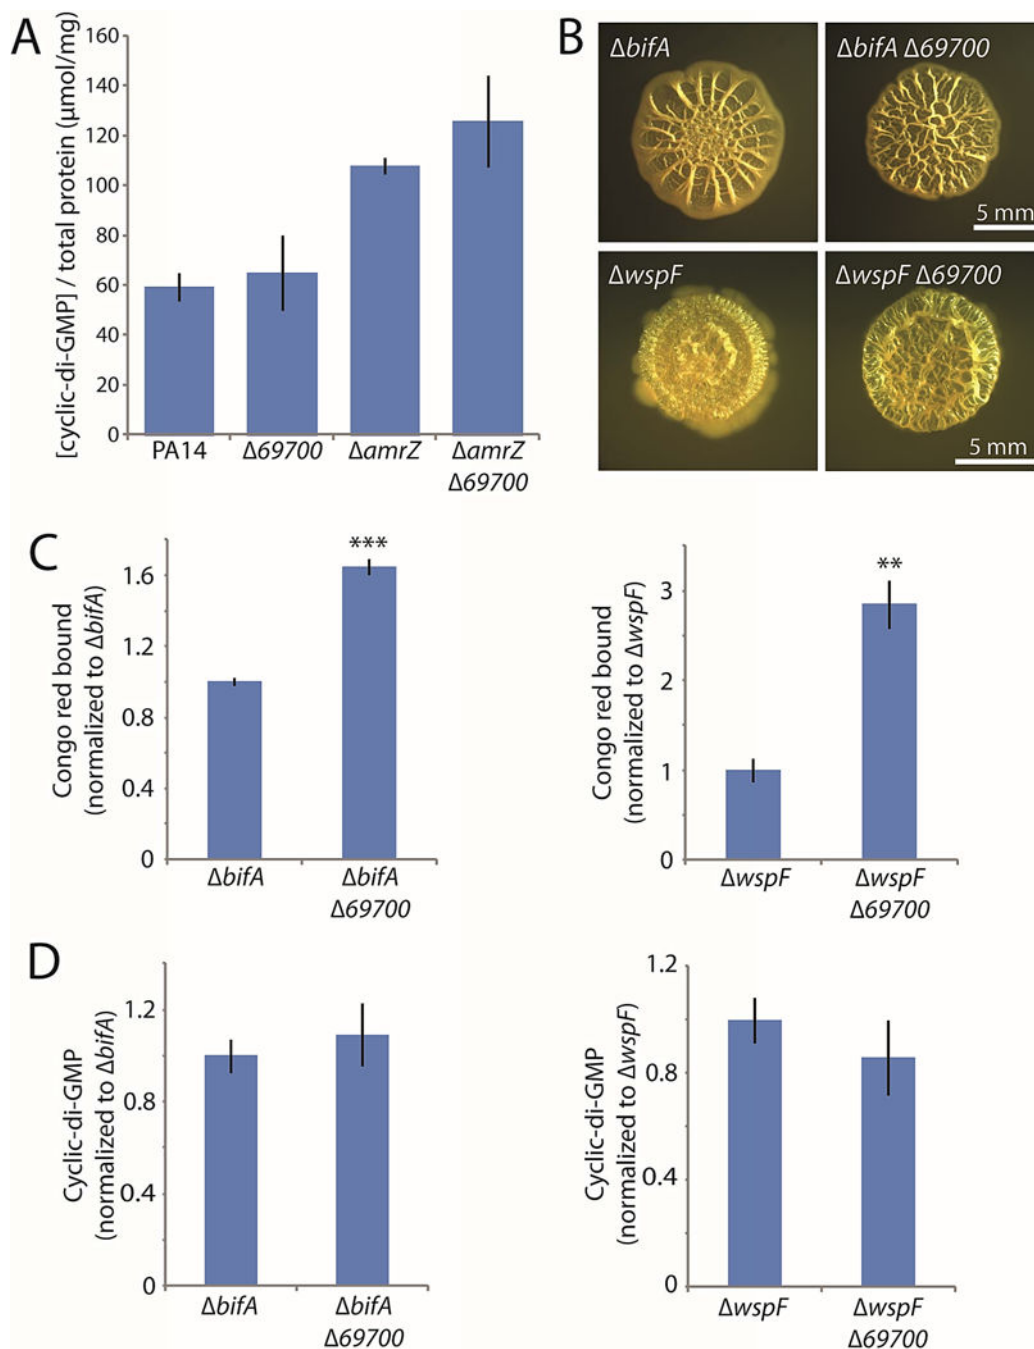 A
[cyclic-di-GMP] / total protein (µmol/mg)
160
140
120
100
80
60
40
20
0
PA14
Δ69700
ΔamrZ
ΔamrZ
Δ69700
B
ΔbifA
ΔbifA Δ69700
5 mm
ΔwspF
ΔwspF Δ69700
5 mm
C
Congo red bound
(normalized to ΔbifA)
1.6
1.2
0.8
0.4
0
***
ΔbifA
ΔbifA
Δ69700
Congo red bound
(normalized to ΔwspF)
3
2
1
0
**
ΔwspF
ΔwspF
Δ69700
D
Cyclic-di-GMP
(normalized to ΔbifA)
1.2
0.8
0.4
0
ΔbifA
ΔbifA
Δ69700
Cyclic-di-GMP
(normalized to ΔwspF)
1.2
0.8
0.4
0
ΔwspF
ΔwspF
Δ69700